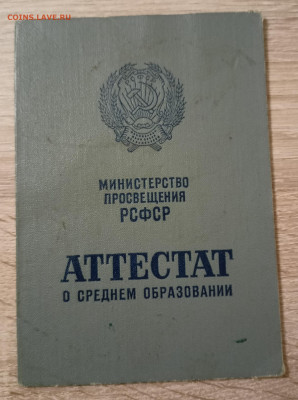 COINS.LAVE.RU
МИНИСТЕРСТВО
ПРОСВЕЩЕНИЯ
РСФСР
АТТЕСТАТ
О СРЕДНЕМ ОБРАЗОВАНИИ